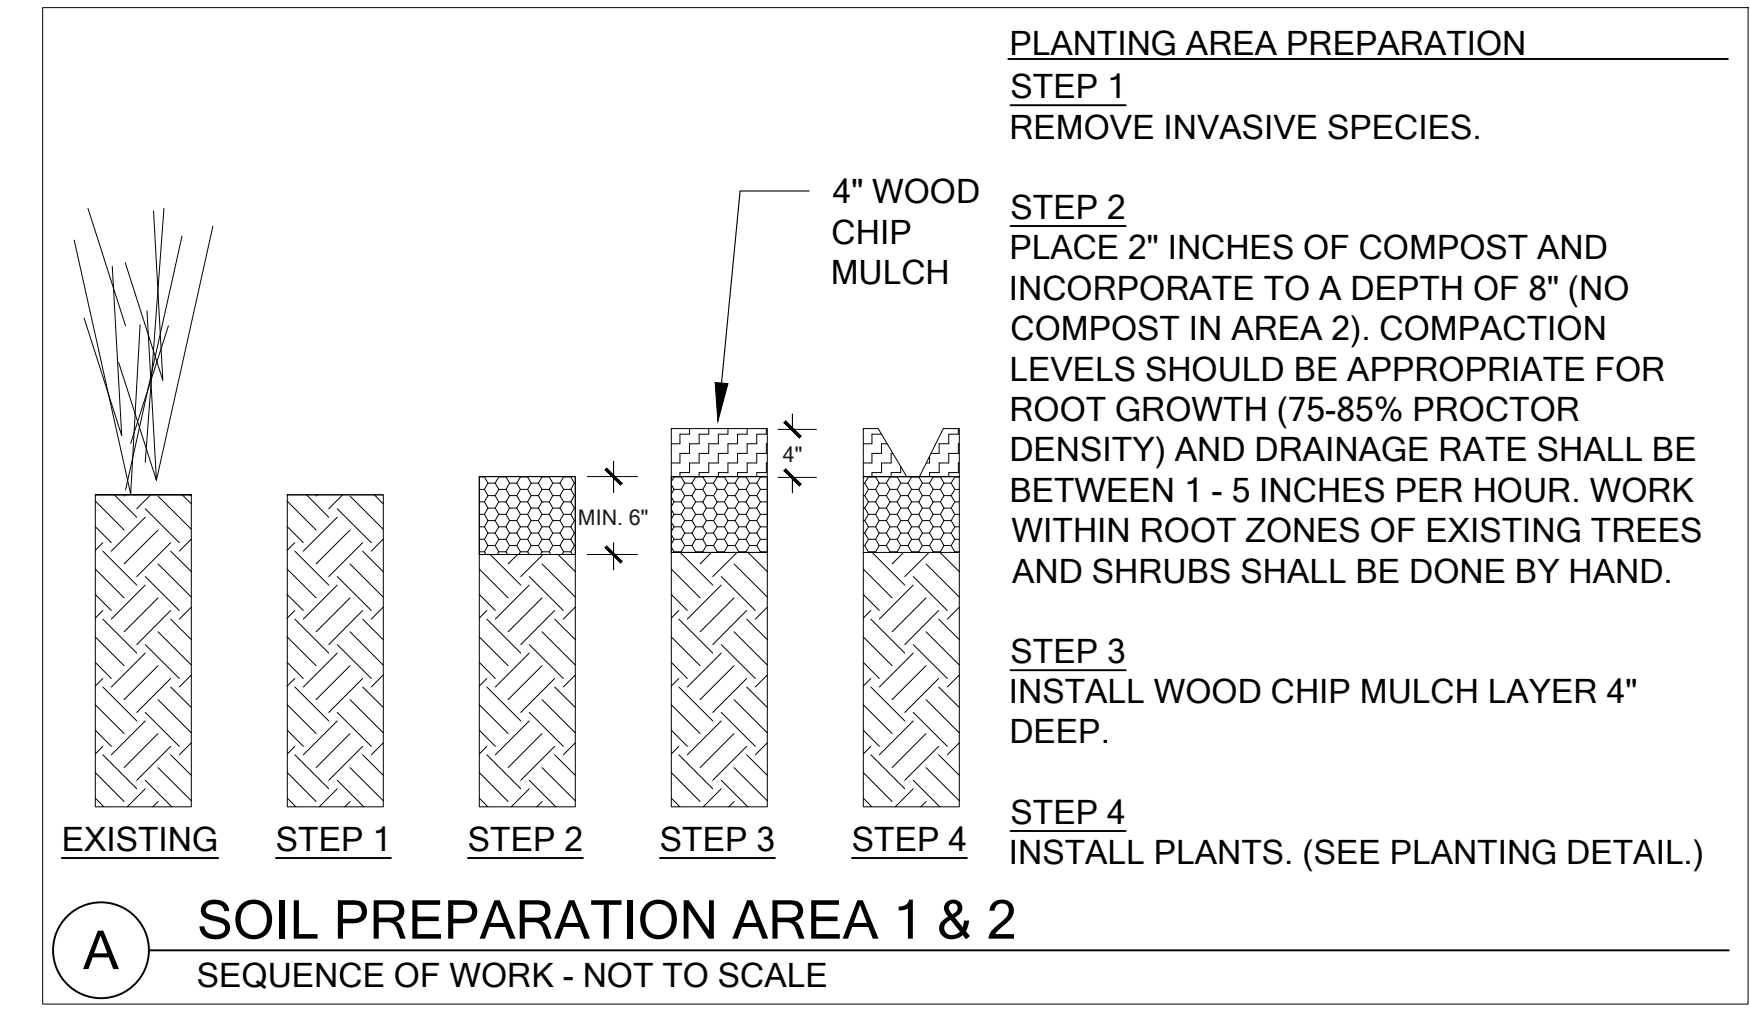 PLANTING AREA PREPARATION
STEP 1
REMOVE INVASIVE SPECIES.
STEP 2
PLACE 2" INCHES OF COMPOST AND
INCORPORATE TO A DEPTH OF 8" (NO
COMPOST IN AREA 2). COMPACTION
LEVELS SHOULD BE APPROPRIATE FOR
ROOT GROWTH (75-85% PROCTOR
DENSITY) AND DRAINAGE RATE SHALL BE
BETWEEN 1 - 5 INCHES PER HOUR. WORK
WITHIN ROOT ZONES OF EXISTING TREES
AND SHRUBS SHALL BE DONE BY HAND.
STEP 3
INSTALL WOOD CHIP MULCH LAYER 4"
DEEP.
STEP 4
INSTALL PLANTS. (SEE PLANTING DETAIL.)
4" WOOD
CHIP
MULCH
4"
MIN. 6"
EXISTING
STEP 1
STEP 2
STEP 3
STEP 4
A
SOIL PREPARATION AREA 1 & 2
SEQUENCE OF WORK - NOT TO SCALE